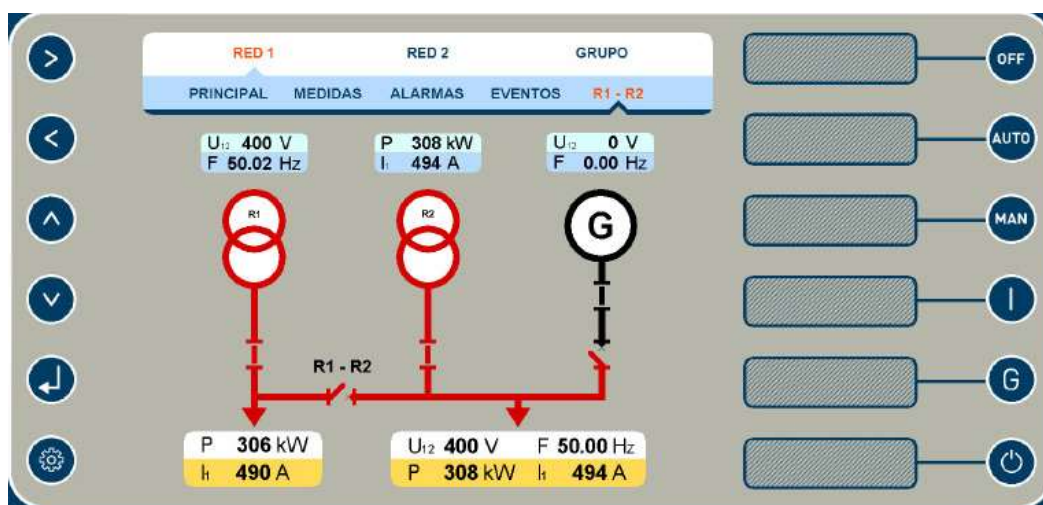 RED 1 RED 2 GRUPO
PRINCIPAL MEDIDAS ALARMAS EVENTOS R1 - R2
U12 400 V
F 50.02 Hz
P 308 kW
I1 494 A
U12 0 V
F 0.00 Hz
R1
R2
G
R1 - R2
P 306 kW
I1 490 A
U12 400 V F 50.00 Hz
P 308 kW I1 494 A
OFF
AUTO
MAN
I
G